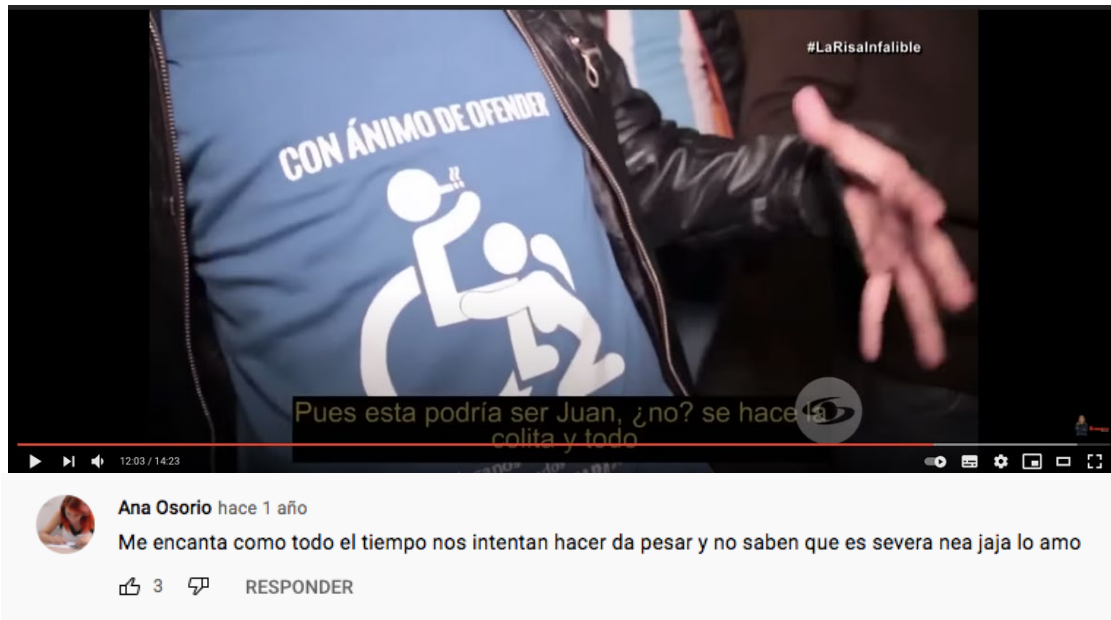 #LaRisaInfalible
CON ÁNIMO DE OFENDER
Pues esta podría ser Juan, ¿no? se hace la
colita y todo
12:03 / 14:23
Ana Osorio hace 1 año
Me encanta como todo el tiempo nos intentan hacer da pesar y no saben que es severa nea jaja lo amo
3
RESPONDER